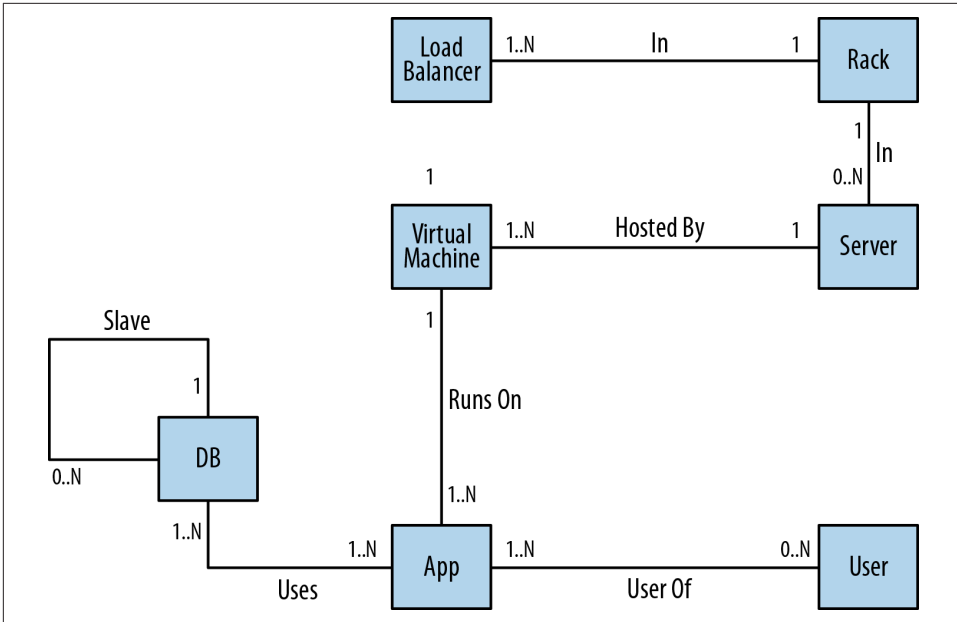 Load
Balancer
1..N
In
1
Rack
1
In
0..N
1
Virtual
Machine
1..N
Hosted By
1
Server
1
Slave
1
Runs On
DB
0..N
1..N
1..N
1..N
App
1..N
0..N
User
Uses
User Of